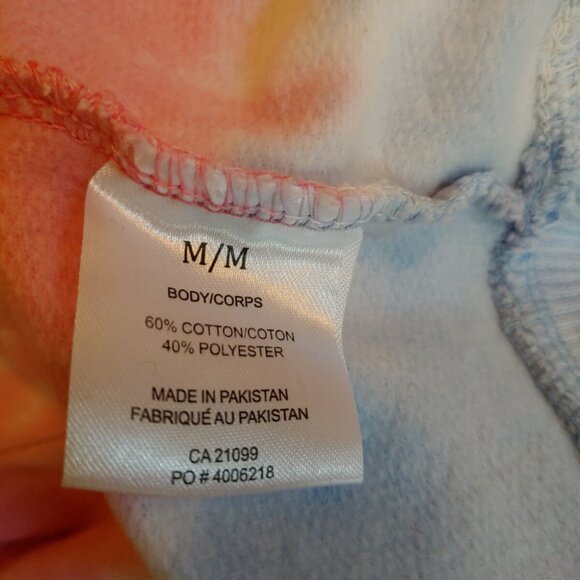 M/M
BODY/CORPS
60% COTTON/COTON
40% POLYESTER
MADE IN PAKISTAN
FABRIQUÉ AU PAKISTAN
CA 21099
PO # 4006218